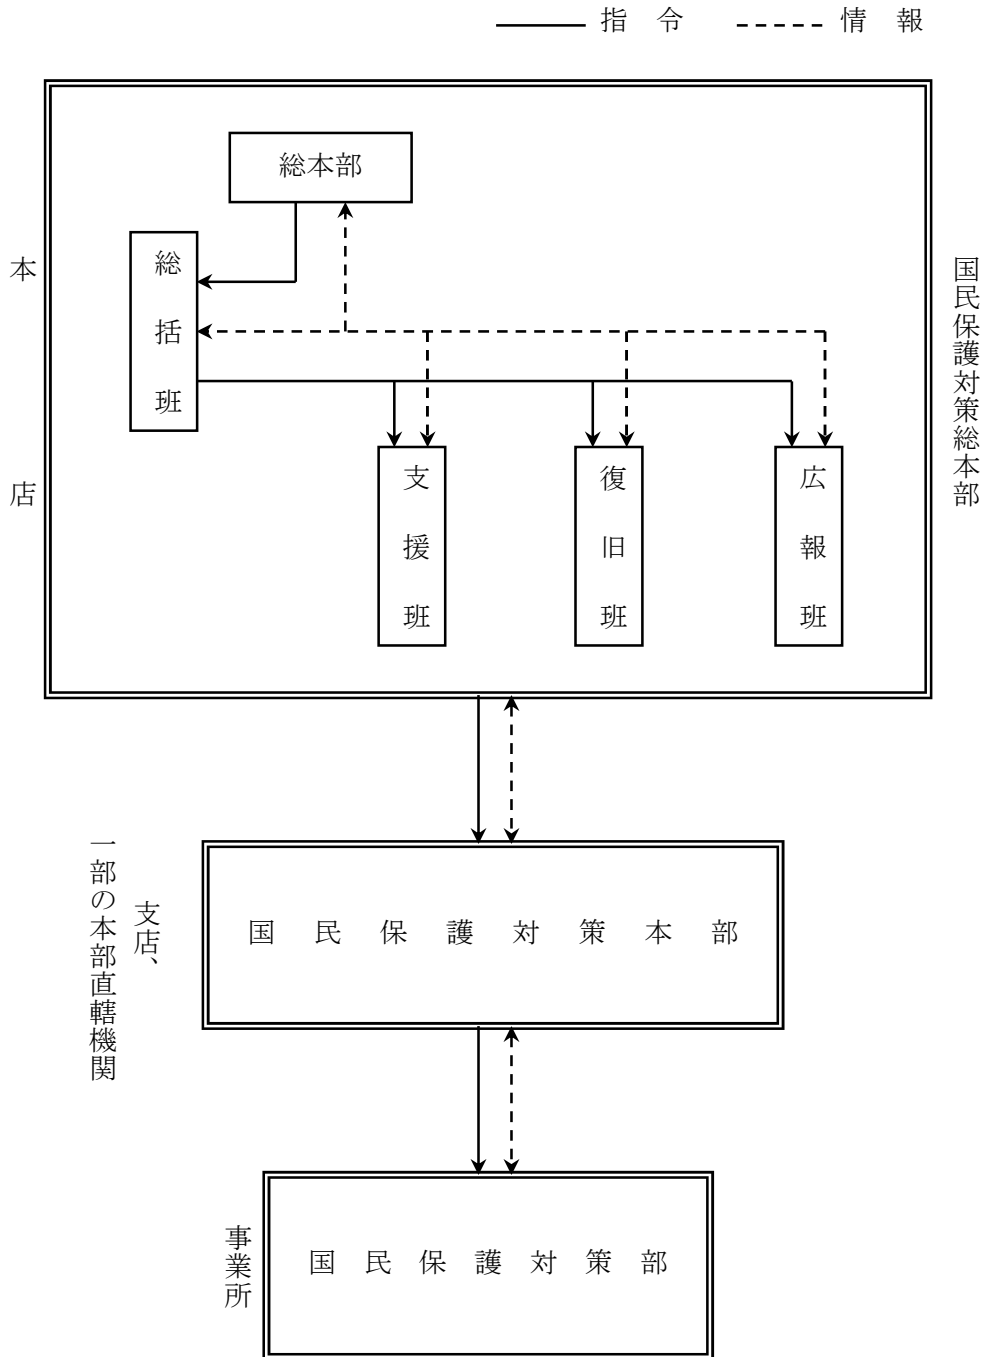 指令
情報
総本部
総括班
本店
国民保護対策総本部
支援班
復旧班
広報班
支店、
一部の本部直轄機関
国民保護対策本部
事業所
国民保護対策部